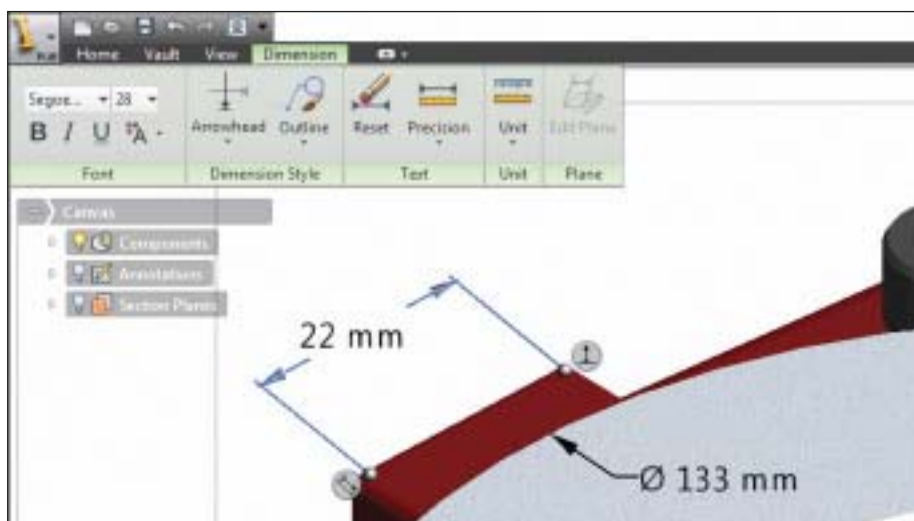 Home Vault View Dimension
Segoe... 28
B I U A
Arrowhead Outline Reset Precision Unit Edit Plane
Font Dimension Style Text Unit Plane
Canvas
Components
Annotations
Section Planes
22 mm
Ø 133 mm